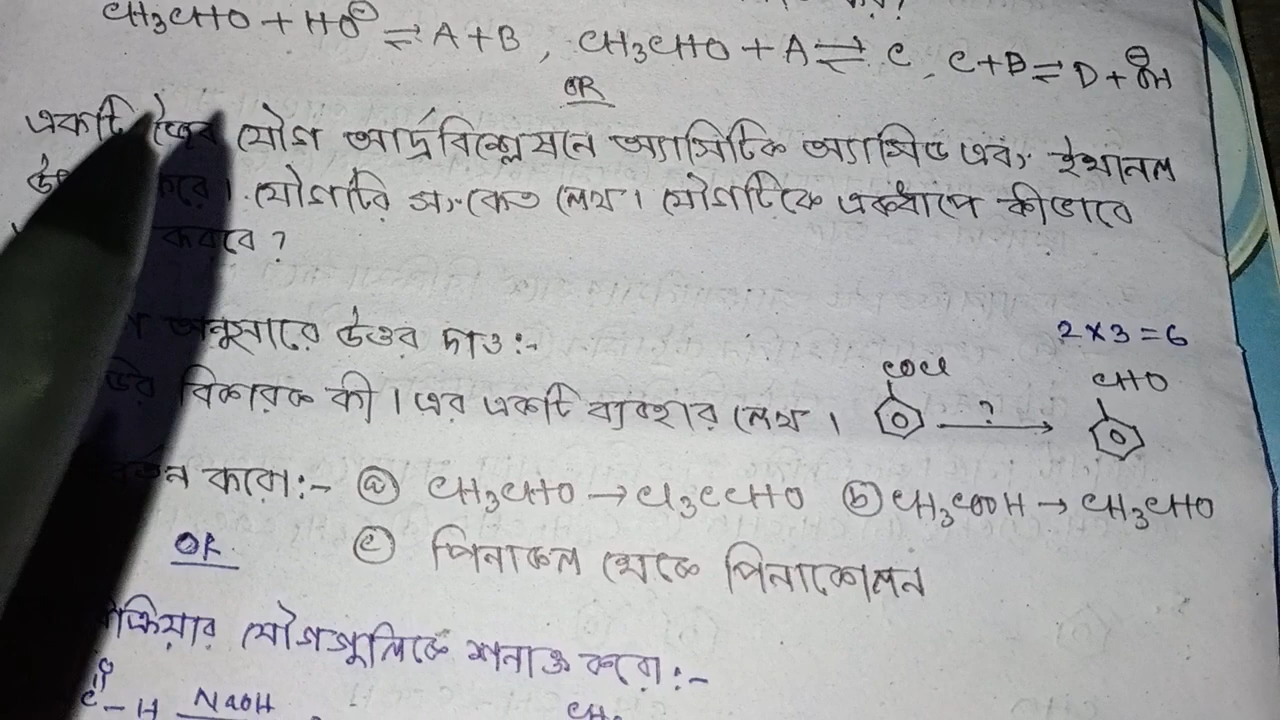 CH3CHO + HO⊖ ⇌ A+B, CH3CHO + A ⇌ C, C+B ⇌ D + ⊖OH
OR
একটি জৈব যৌগ আর্দ্রবিশ্লেষনে অ্যাসিটিক অ্যাসিড এবং ইথানল
করে। যৌগটির সংকেত লেখ। যৌগটিকে একধাপে কীভাবে
করবে?
অনুসারে উত্তর দাও:-
2×3=6
বিকারক কী। এর একটি ব্যবহার লেখ।
COCl
?
CHO
করো:- ⓐ CH3CHO → Cl3CCHO ⓑ CH3COOH → CH3CHO
OR
ⓒ পিনাকল থেকে পিনাকোলন
যৌগগুলিকে শনাক্ত করো:-
-H NaOH